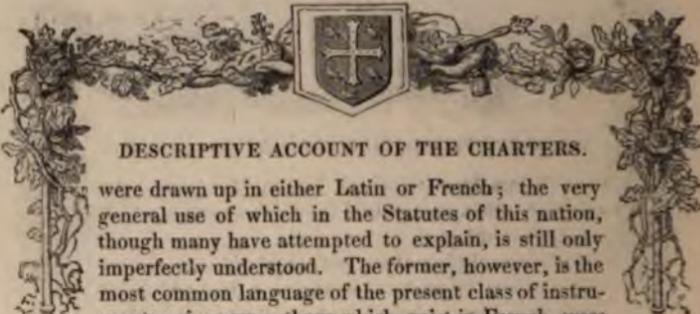 DESCRIPTIVE ACCOUNT OF THE CHARTERS.
were drawn up in either Latin or French; the very
general use of which in the Statutes of this nation,
though many have attempted to explain, is still only
imperfectly understood. The former, however, is the
most common language of the present class of instru-